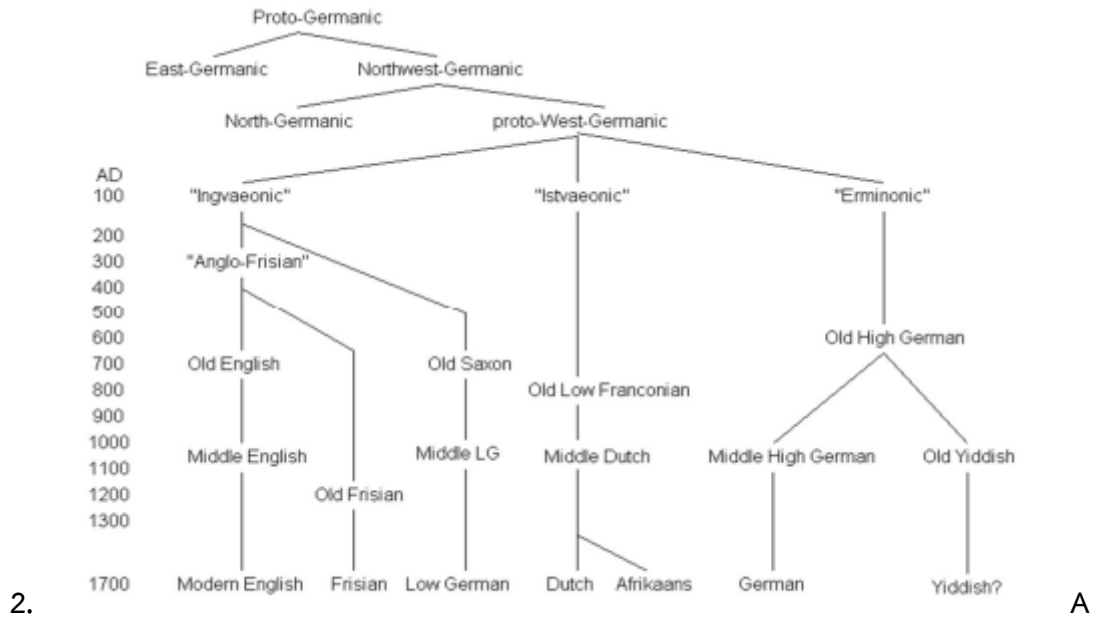 Proto-Germanic
East-Germanic Northwest-Germanic
North-Germanic proto-West-Germanic
AD
100 "Ingvaeonic" "Istvaeonic" "Erminonic"
200
300 "Anglo-Frisian"
400
500
600 Old High German
700 Old English Old Saxon
800 Old Low Franconian
900
1000
Middle English Middle LG Middle Dutch Middle High German Old Yiddish
1100
1200 Old Frisian
1300
1700 Modern English Frisian Low German Dutch Afrikaans German Yiddish?
2. A